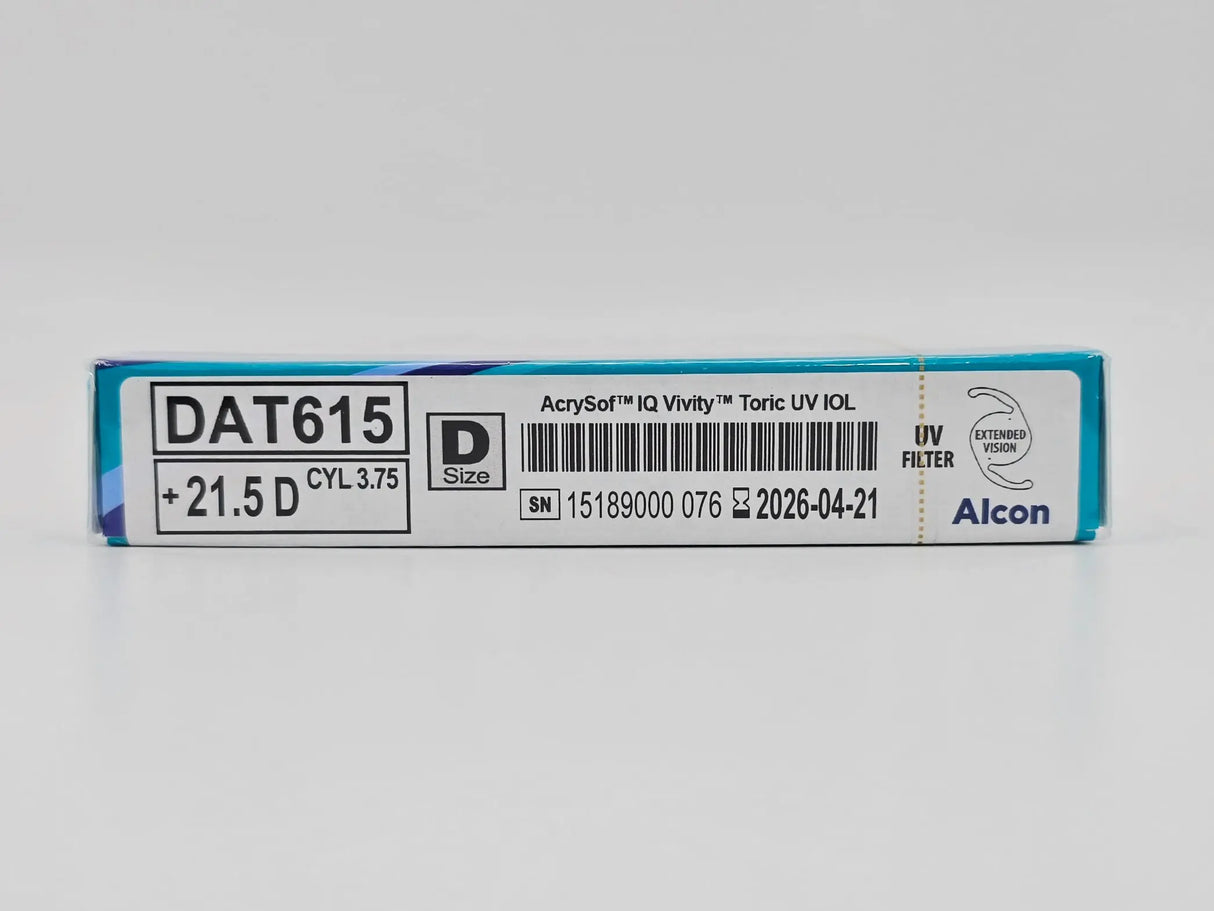 DAT615
+ 21.5 D CYL 3.75
D
Size
AcrySof™ IQ Vivity™ Toric UV IOL
SN 15189000 076 2026-04-21
UV
FILTER
EXTENDED
VISION
Alcon